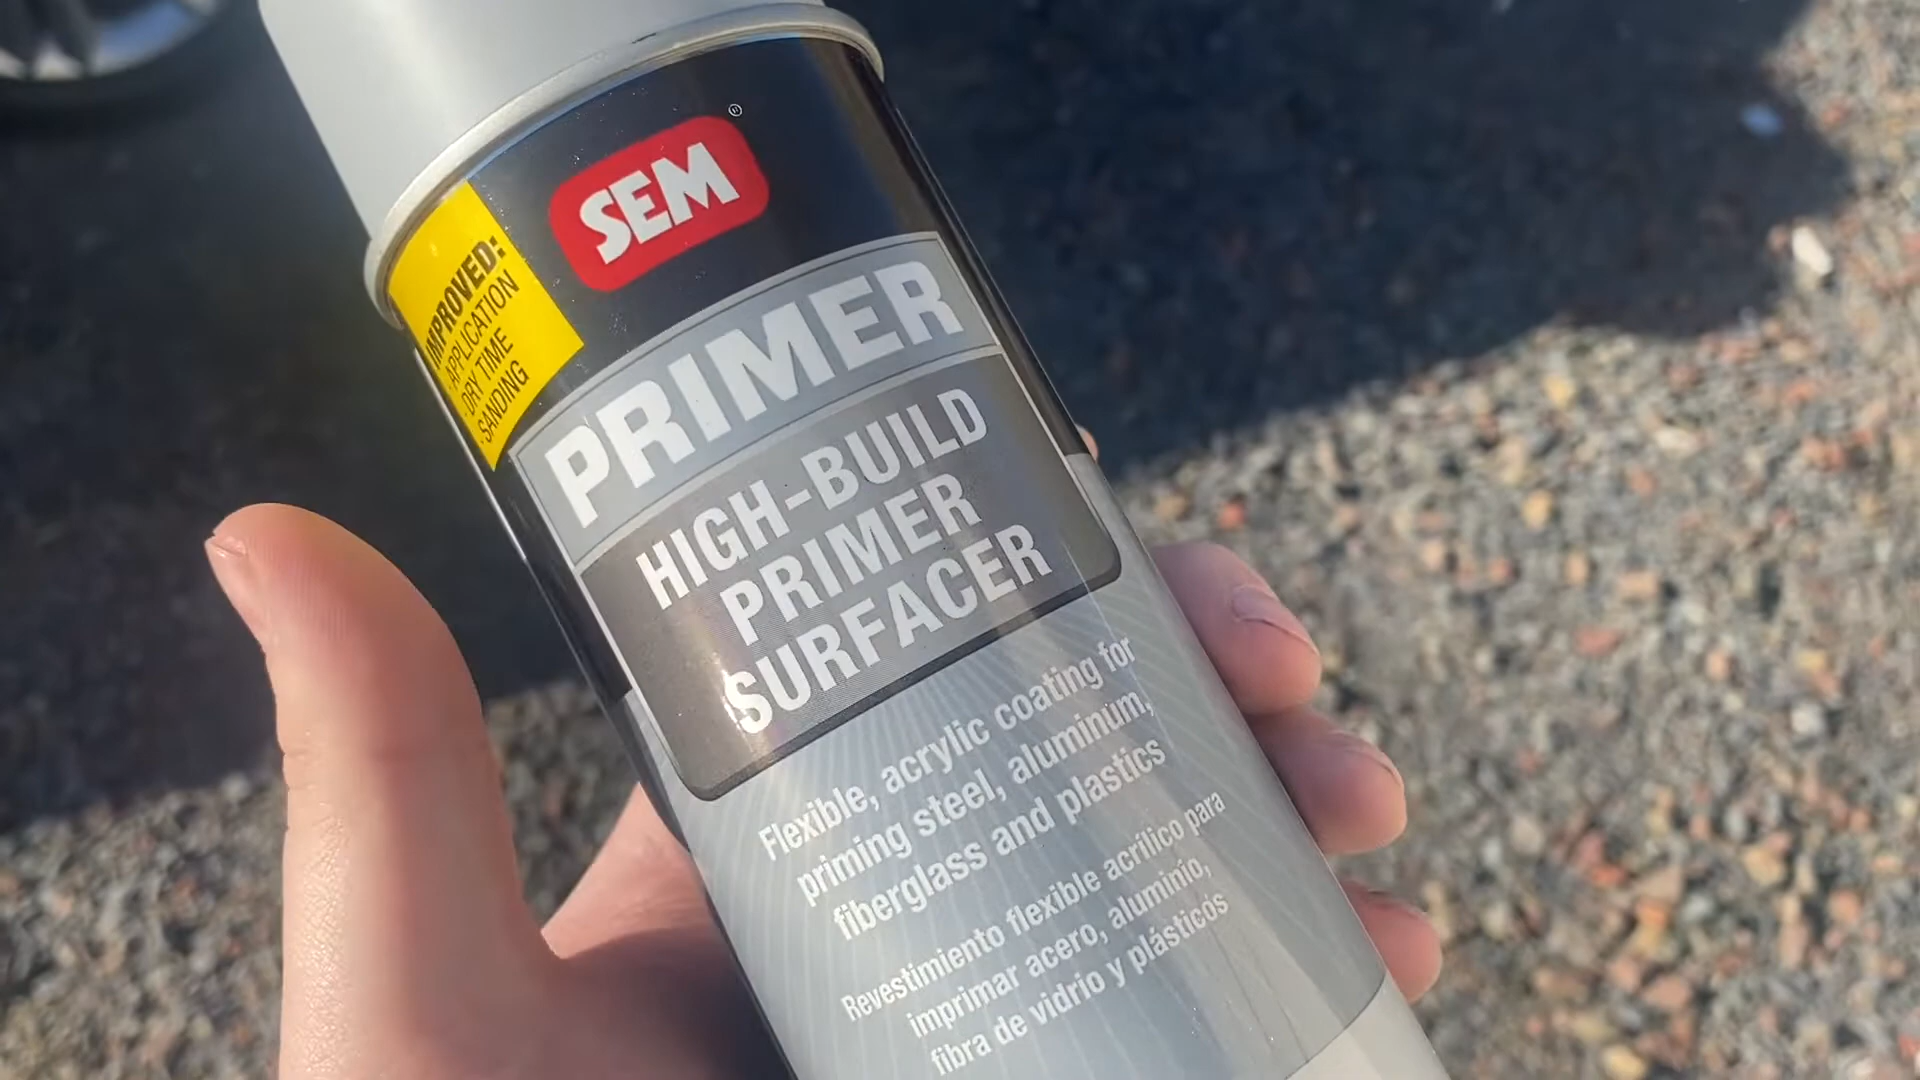 SEM®
IMPROVED:
· APPLICATION
· DRY TIME
· SANDING
PRIMER
HIGH-BUILD
PRIMER
SURFACER
Flexible, acrylic coating for
priming steel, aluminum,
fiberglass and plastics
Revestimiento flexible acrílico para
imprimar acero, aluminio,
fibra de vidrio y plásticos